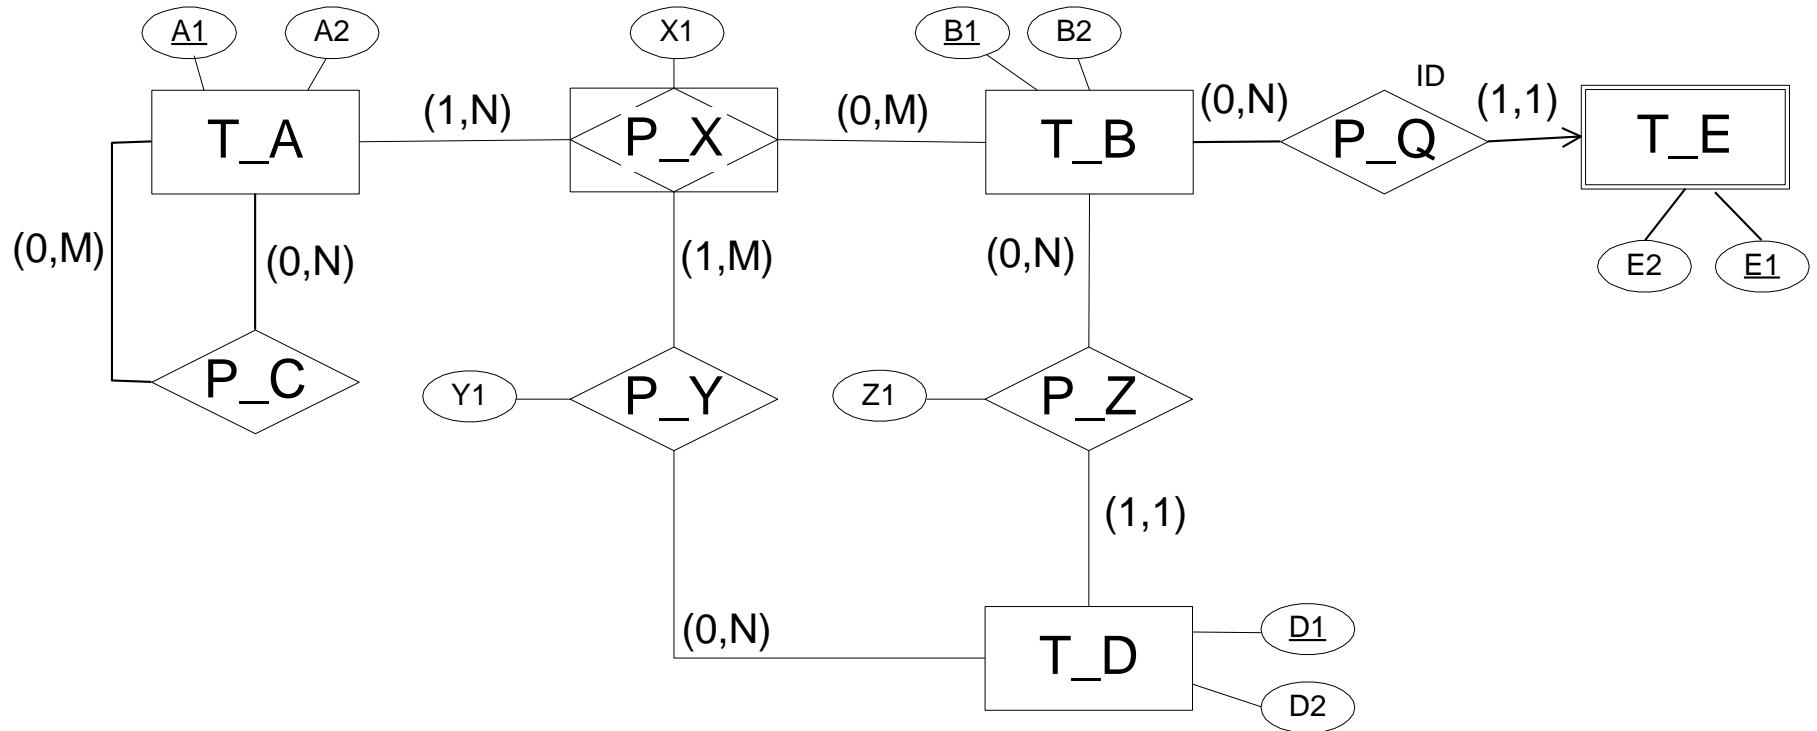 A1
A2
X1
B1
B2
ID
(1,N)
(0,M)
(0,N)
(1,1)
T_A
P_X
T_B
P_Q
T_E
(0,M)
(0,N)
(1,M)
(0,N)
E2
E1
P_C
Y1
P_Y
Z1
P_Z
(1,1)
(0,N)
T_D
D1
D2